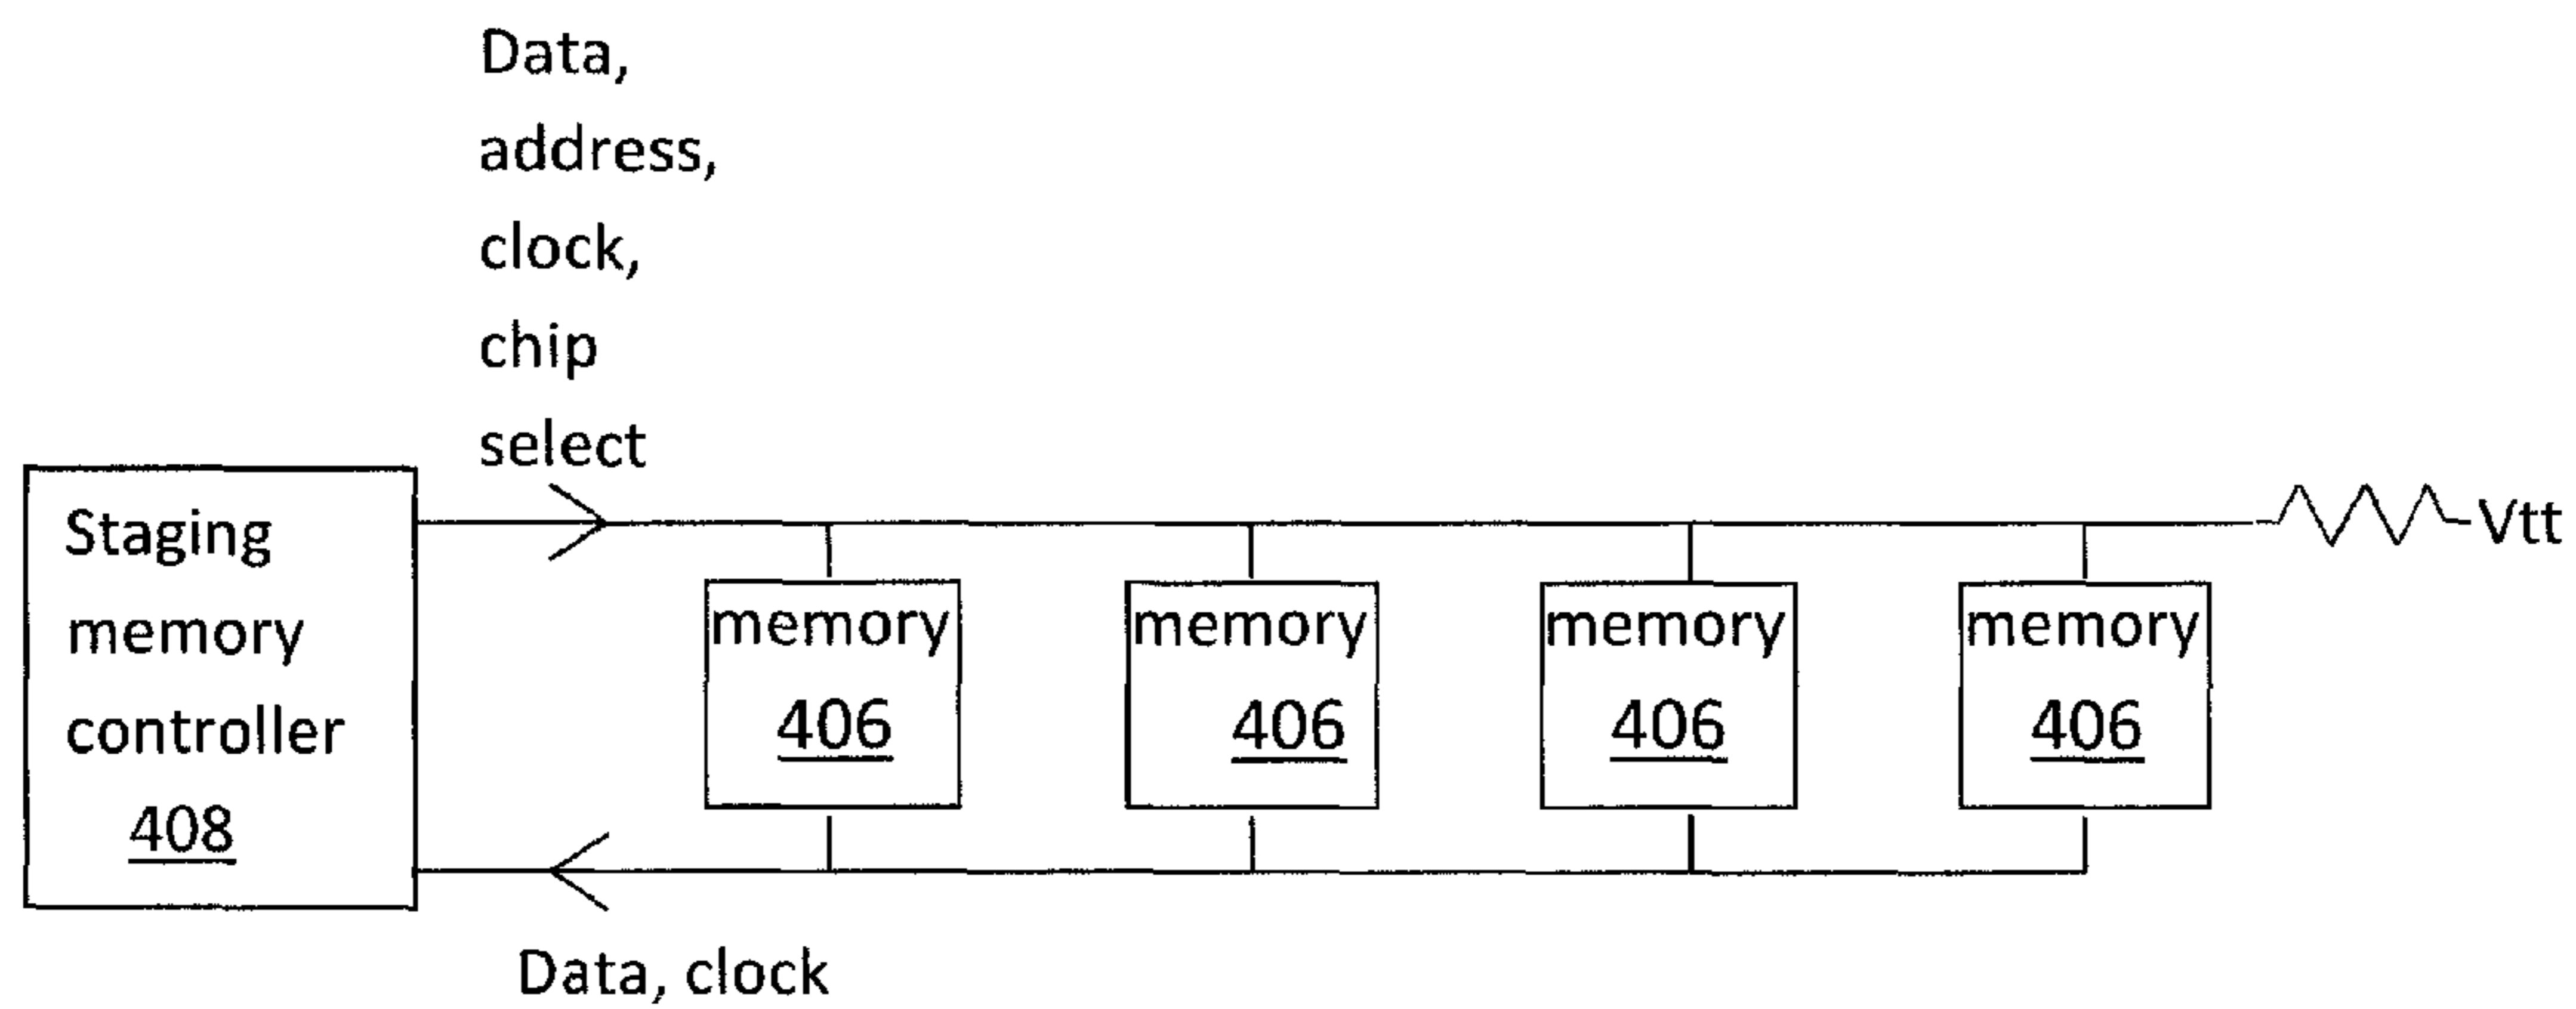 Data,
address,
clock,
chip
select
Staging
memory
controller
408
memory
406
memory
406
memory
406
memory
406
Vtt
Data, clock